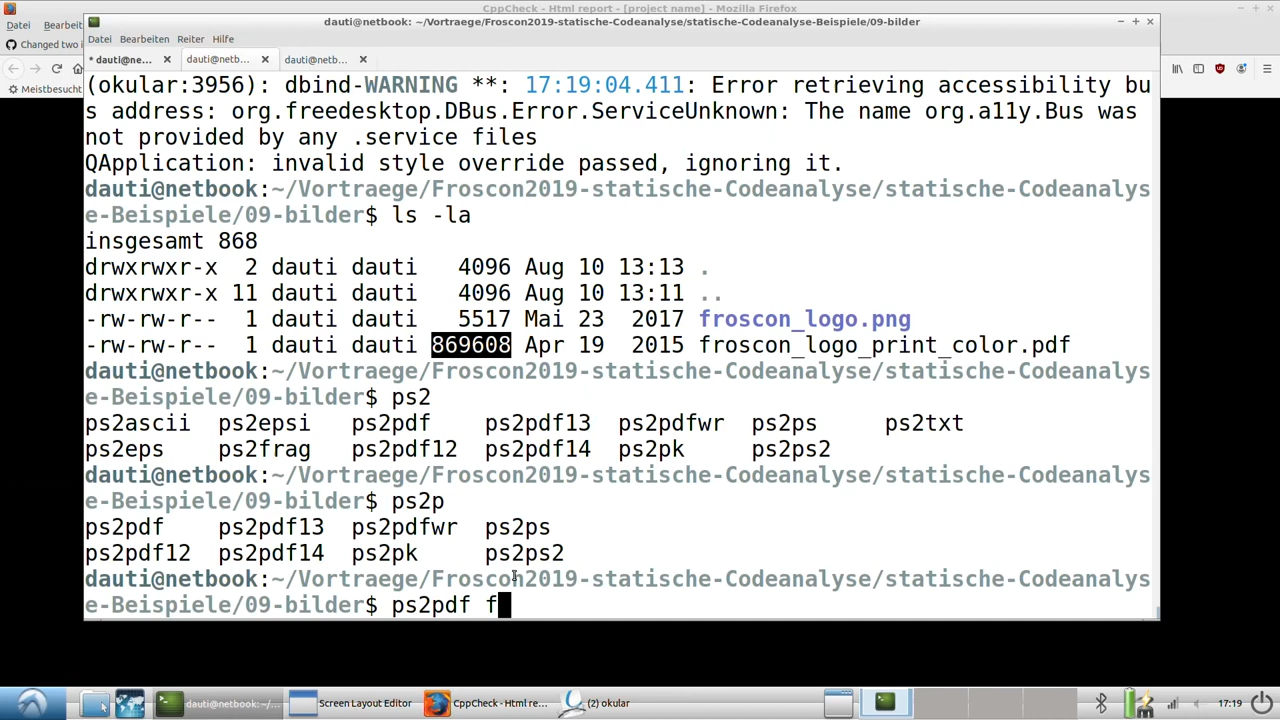 CppCheck - Html report - [project name] - Mozilla Firefox
dauti@netbook: ~/Vortraege/Froscon2019-statische-Codeanalyse/statische-Codeanalyse-Beispiele/09-bilder
Datei Bearbeit
Datei Bearbeiten Reiter Hilfe
Changed two i
* dauti@ne... dauti@netb... dauti@netb...
Meistbesucht
(okular:3956): dbind-WARNING **: 17:19:04.411: Error retrieving accessibility bu
s address: org.freedesktop.DBus.Error.ServiceUnknown: The name org.a11y.Bus was
not provided by any .service files
QApplication: invalid style override passed, ignoring it.
dauti@netbook:~/Vortraege/Froscon2019-statische-Codeanalyse/statische-Codeanalys
e-Beispiele/09-bilder$ ls -la
insgesamt 868
drwxrwxr-x 2 dauti dauti 4096 Aug 10 13:13 .
drwxrwxr-x 11 dauti dauti 4096 Aug 10 13:11 ..
-rw-rw-r-- 1 dauti dauti 5517 Mai 23 2017 froscon_logo.png
-rw-rw-r-- 1 dauti dauti 869608 Apr 19 2015 froscon_logo_print_color.pdf
dauti@netbook:~/Vortraege/Froscon2019-statische-Codeanalyse/statische-Codeanalys
e-Beispiele/09-bilder$ ps2
ps2ascii ps2epsi ps2pdf ps2pdf13 ps2pdfwr ps2ps ps2txt
ps2eps ps2frag ps2pdf12 ps2pdf14 ps2pk ps2ps2
dauti@netbook:~/Vortraege/Froscon2019-statische-Codeanalyse/statische-Codeanalys
e-Beispiele/09-bilder$ ps2p
ps2pdf ps2pdf13 ps2pdfwr ps2ps
ps2pdf12 ps2pdf14 ps2pk ps2ps2
dauti@netbook:~/Vortraege/Froscon2019-statische-Codeanalyse/statische-Codeanalys
e-Beispiele/09-bilder$ ps2pdf f
dauti@netbook: ~/... Screen Layout Editor CppCheck - Html re... (2) okular 17:19